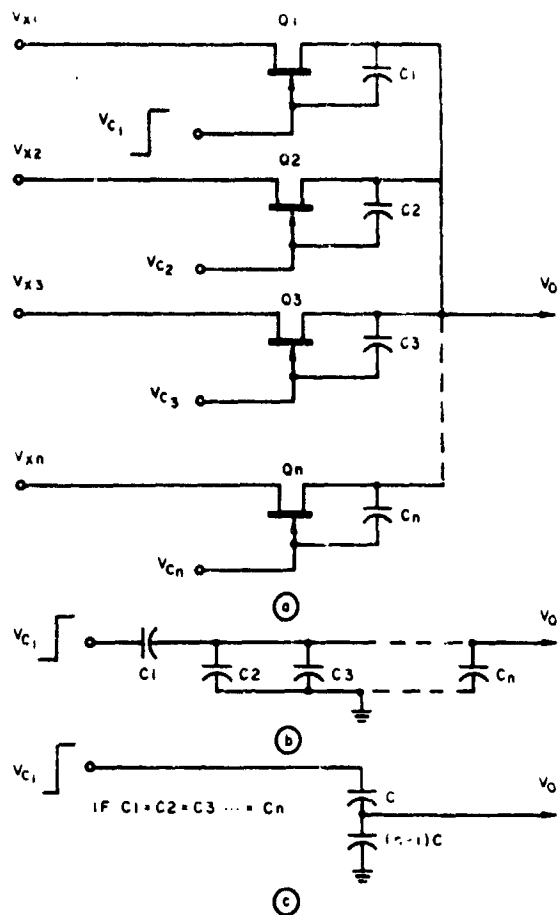 Vx1 Q1
C1
VC1
Vx2 Q2
C2
VC2
Vx3 Q3 VO
C3
VC3
Vxn Qn
Cn
VCn
a
VC1 VO
C1 C2 C3 Cn
b
VC1
IF C1=C2=C3 ... = Cn C VO
(n-1)C
c